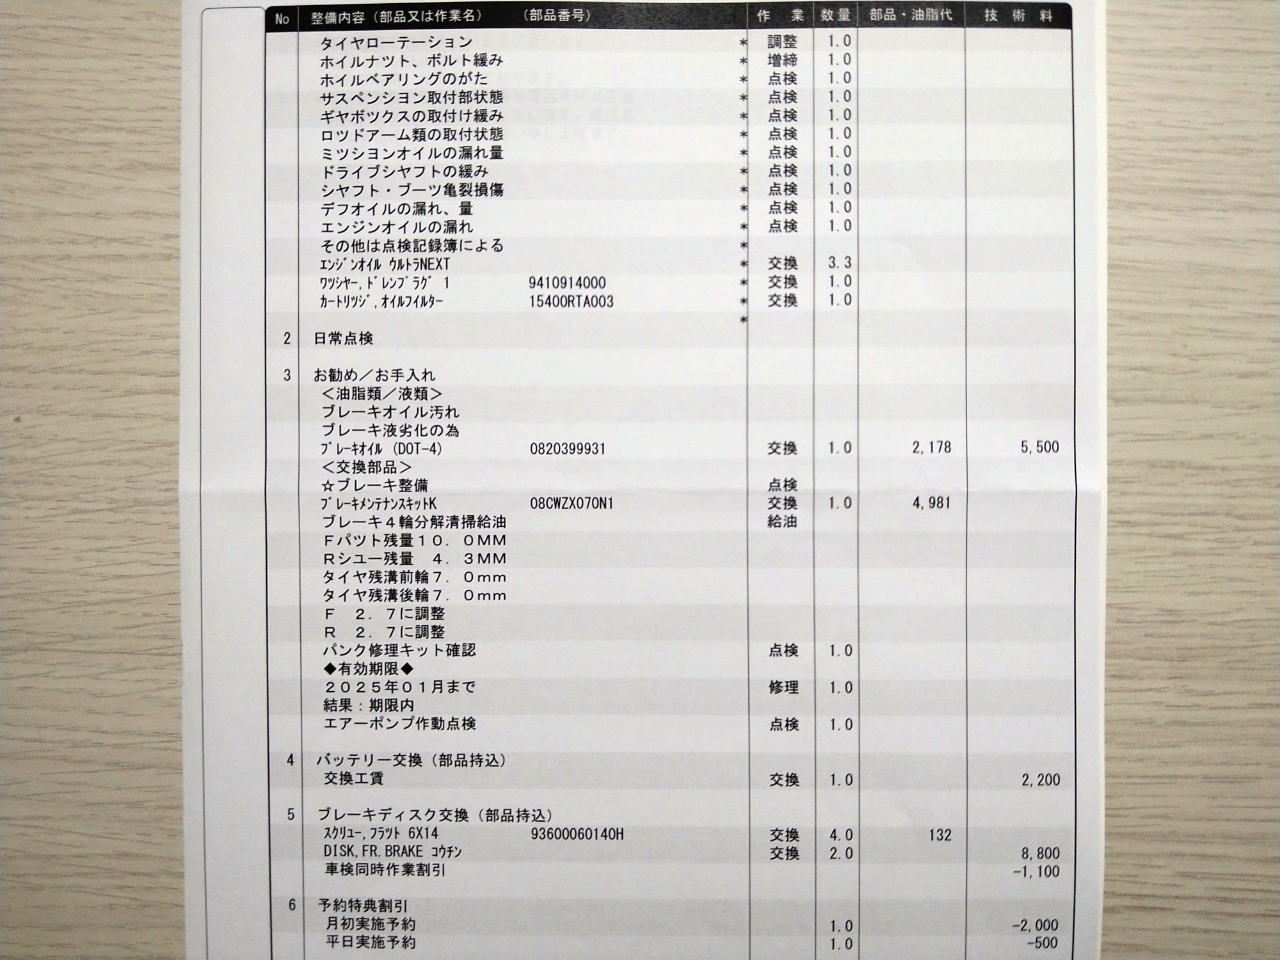 No 整備内容（部品又は作業名） （部品番号） 作 業 数量 部品・油脂代 技 術 料
タイヤローテーション * 調整 1.0
ホイルナツト、ボルト緩み * 増締 1.0
ホイルベアリングのがた * 点検 1.0
サスペンシヨン取付部状態 * 点検 1.0
ギヤボツクスの取付け緩み * 点検 1.0
ロツドアーム類の取付状態 * 点検 1.0
ミツシヨンオイルの漏れ量 * 点検 1.0
ドライブシヤフトの緩み * 点検 1.0
シヤフト・ブーツ亀裂損傷 * 点検 1.0
デフオイルの漏れ、量 * 点検 1.0
エンジンオイルの漏れ * 点検 1.0
その他は点検記録簿による *
ｴﾝｼﾞﾝｵｲﾙ ｳﾙﾄﾗNEXT * 交換 3.3
ﾜﾂｼﾔｰ,ﾄﾞﾚﾝﾌﾟﾗｸﾞ 1 9410914000 * 交換 1.0
ｶｰﾄﾘﾂｼﾞ,ｵｲﾙﾌｲﾙﾀｰ 15400RTA003 * 交換 1.0
*
2 日常点検
3 お勧め／お手入れ
＜油脂類／液類＞
ブレーキオイル汚れ
ブレーキ液劣化の為
ﾌﾞﾚｰｷｵｲﾙ (DOT-4) 0820399931 交換 1.0 2,178 5,500
＜交換部品＞
☆ブレーキ整備 点検
ﾌﾞﾚｰｷﾒﾝﾃﾅﾝｽｷﾂﾄK 08CWZX070N1 交換 1.0 4,981
ブレーキ４輪分解清掃給油 給油
Ｆパツト残量１０．０ＭＭ
Ｒシユー残量 ４．３ＭＭ
タイヤ残溝前輪７．０ｍｍ
タイヤ残溝後輪７．０ｍｍ
Ｆ ２．７に調整
Ｒ ２．７に調整
パンク修理キット確認 点検 1.0
◆有効期限◆
２０２５年０１月まで 修理 1.0
結果：期限内
エアーポンプ作動点検 点検 1.0
4 バッテリー交換（部品持込）
交換工賃 交換 1.0 2,200
5 ブレーキディスク交換（部品持込）
ｽｸﾘﾕｰ,ﾌﾗﾂﾄ 6X14 93600060140H 交換 4.0 132
DISK,FR.BRAKE ｺｳﾁﾝ 交換 2.0 8,800
車検同時作業割引 -1,100
6 予約特典割引
月初実施予約 1.0 -2,000
平日実施予約 1.0 -500